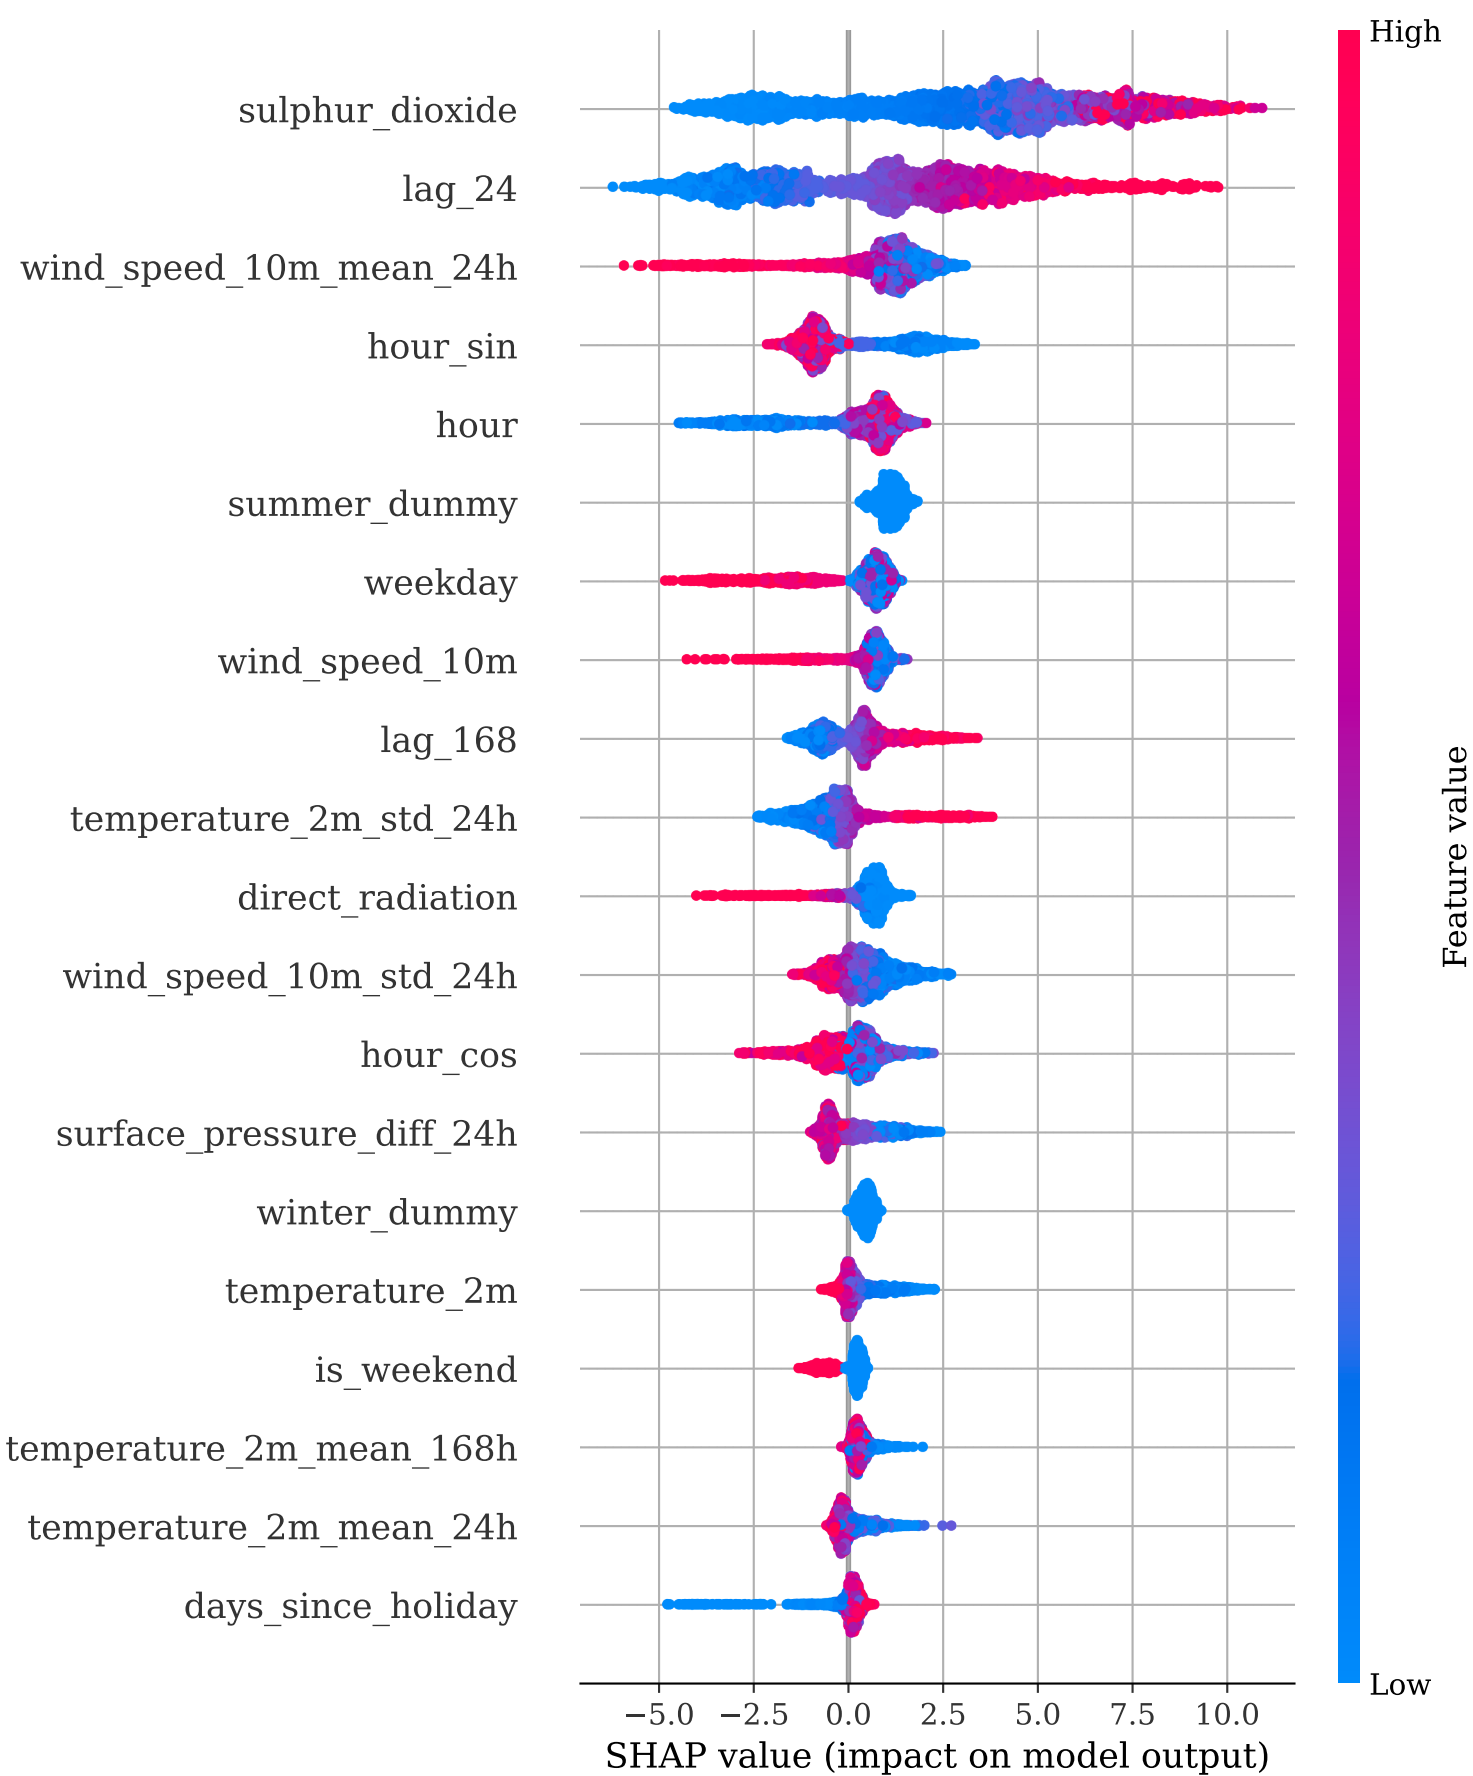 High
sulphur_dioxide
lag_24
wind_speed_10m_mean_24h
hour_sin
hour
summer_dummy
weekday
wind_speed_10m
lag_168
temperature_2m_std_24h
direct_radiation
wind_speed_10m_std_24h
hour_cos
surface_pressure_diff_24h
winter_dummy
temperature_2m
is_weekend
temperature_2m_mean_168h
temperature_2m_mean_24h
days_since_holiday
Feature value
Low
−5.0 −2.5 0.0 2.5 5.0 7.5 10.0
SHAP value (impact on model output)